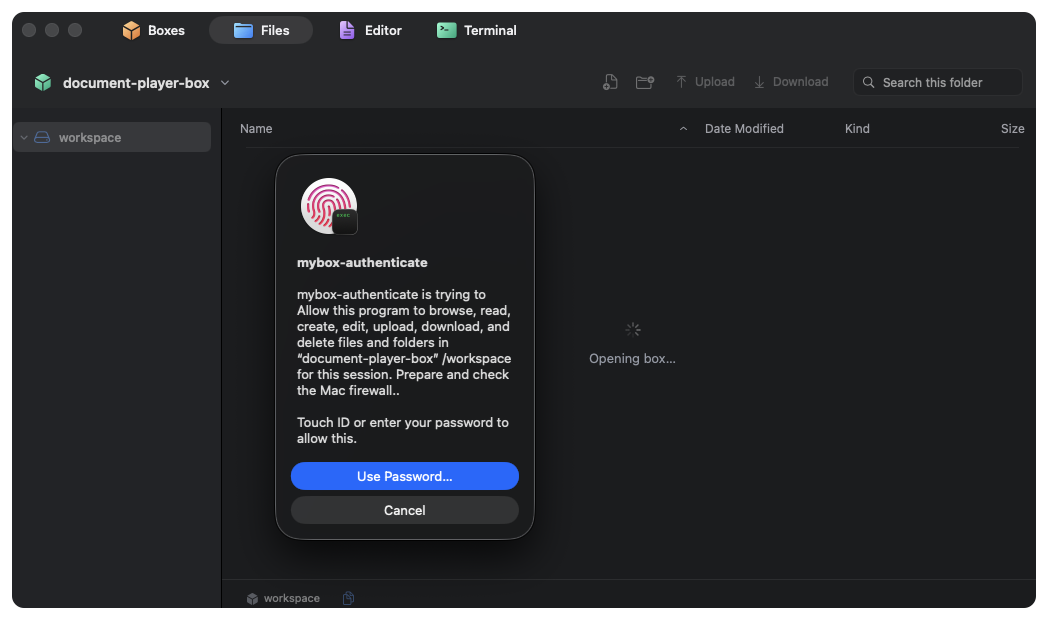 Boxes
Files
Editor
Terminal
document-player-box
Upload
Download
Search this folder
workspace
Name
Date Modified
Kind
Size
exec
mybox-authenticate
mybox-authenticate is trying to
Allow this program to browse, read,
create, edit, upload, download, and
delete files and folders in
“document-player-box” /workspace
for this session. Prepare and check
the Mac firewall..
Touch ID or enter your password to
allow this.
Use Password...
Cancel
Opening box...
workspace